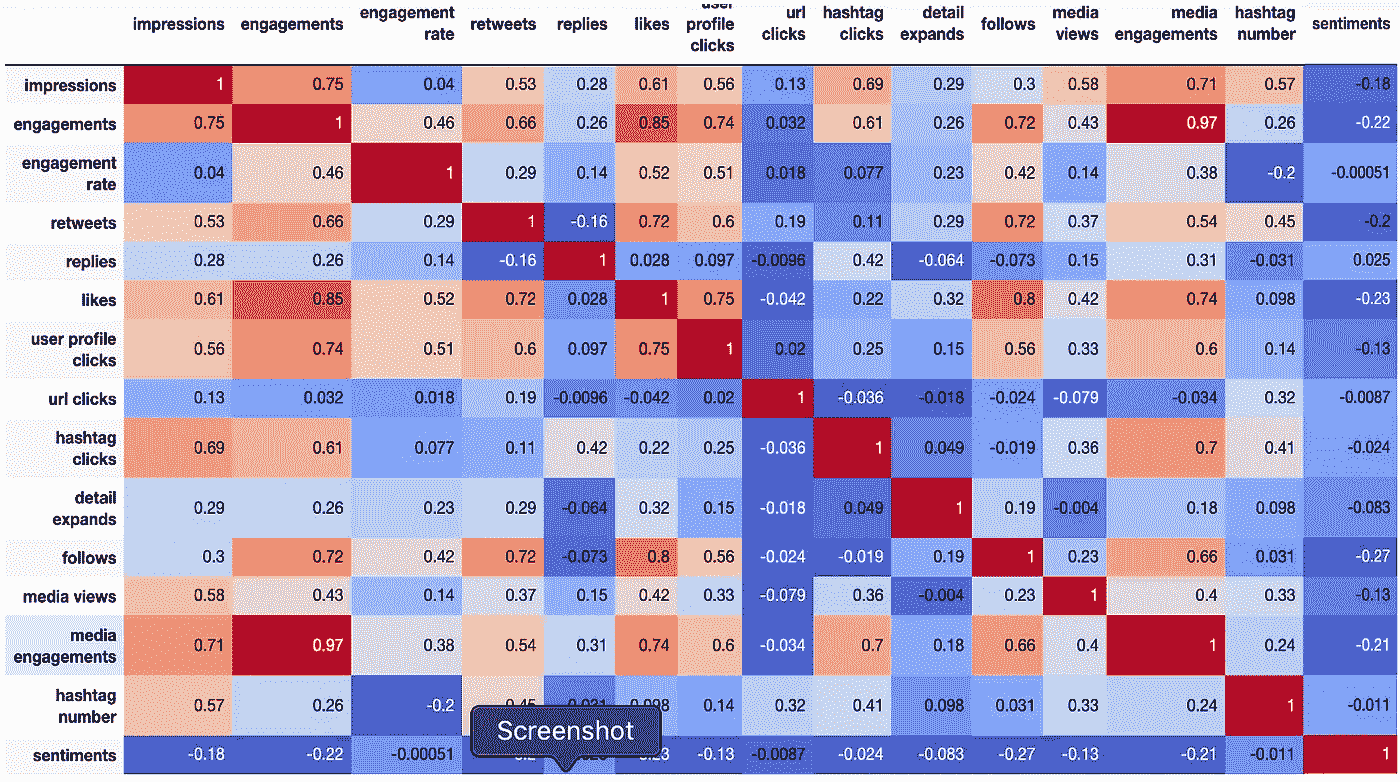 impressions engagements engagement rate retweets replies likes user profile clicks url clicks hashtag clicks detail expands follows media views media engagements hashtag number sentiments
impressions 1 0.75 0.04 0.53 0.28 0.61 0.56 0.13 0.69 0.29 0.3 0.58 0.71 0.57 -0.18
engagements 0.75 1 0.46 0.66 0.26 0.85 0.74 0.032 0.61 0.26 0.72 0.43 0.97 0.26 -0.22
engagement rate 0.04 0.46 1 0.29 0.14 0.52 0.51 0.018 0.077 0.23 0.42 0.14 0.38 -0.2 -0.00051
retweets 0.53 0.66 0.29 1 -0.16 0.72 0.6 0.19 0.11 0.29 0.72 0.37 0.54 0.45 -0.2
replies 0.28 0.26 0.14 -0.16 1 0.028 0.097 -0.0096 0.42 -0.064 -0.073 0.15 0.31 -0.031 0.025
likes 0.61 0.85 0.52 0.72 0.028 1 0.75 -0.042 0.22 0.32 0.8 0.42 0.74 0.098 -0.23
user profile clicks 0.56 0.74 0.51 0.6 0.097 0.75 1 0.02 0.25 0.15 0.56 0.33 0.6 0.14 -0.13
url clicks 0.13 0.032 0.018 0.19 -0.0096 -0.042 0.02 1 -0.036 -0.018 -0.024 -0.079 -0.034 0.32 -0.0087
hashtag clicks 0.69 0.61 0.077 0.11 0.42 0.22 0.25 -0.036 1 0.049 -0.019 0.36 0.7 0.41 -0.024
detail expands 0.29 0.26 0.23 0.29 -0.064 0.32 0.15 -0.018 0.049 1 0.19 -0.004 0.18 0.098 -0.083
follows 0.3 0.72 0.42 0.72 -0.073 0.8 0.56 -0.024 -0.019 0.19 1 0.23 0.66 0.031 -0.27
media views 0.58 0.43 0.14 0.37 0.15 0.42 0.33 -0.079 0.36 -0.004 0.23 1 0.4 0.33 -0.13
media engagements 0.71 0.97 0.38 0.54 0.31 0.74 0.6 -0.034 0.7 0.18 0.66 0.4 1 0.24 -0.21
hashtag number 0.57 0.26 -0.2 0.14 0.32 0.41 0.098 0.031 0.33 0.24 1 -0.011
Screenshot
sentiments -0.18 -0.22 -0.00051 -0.13 -0.0087 -0.024 -0.083 -0.27 -0.13 -0.21 -0.011 1